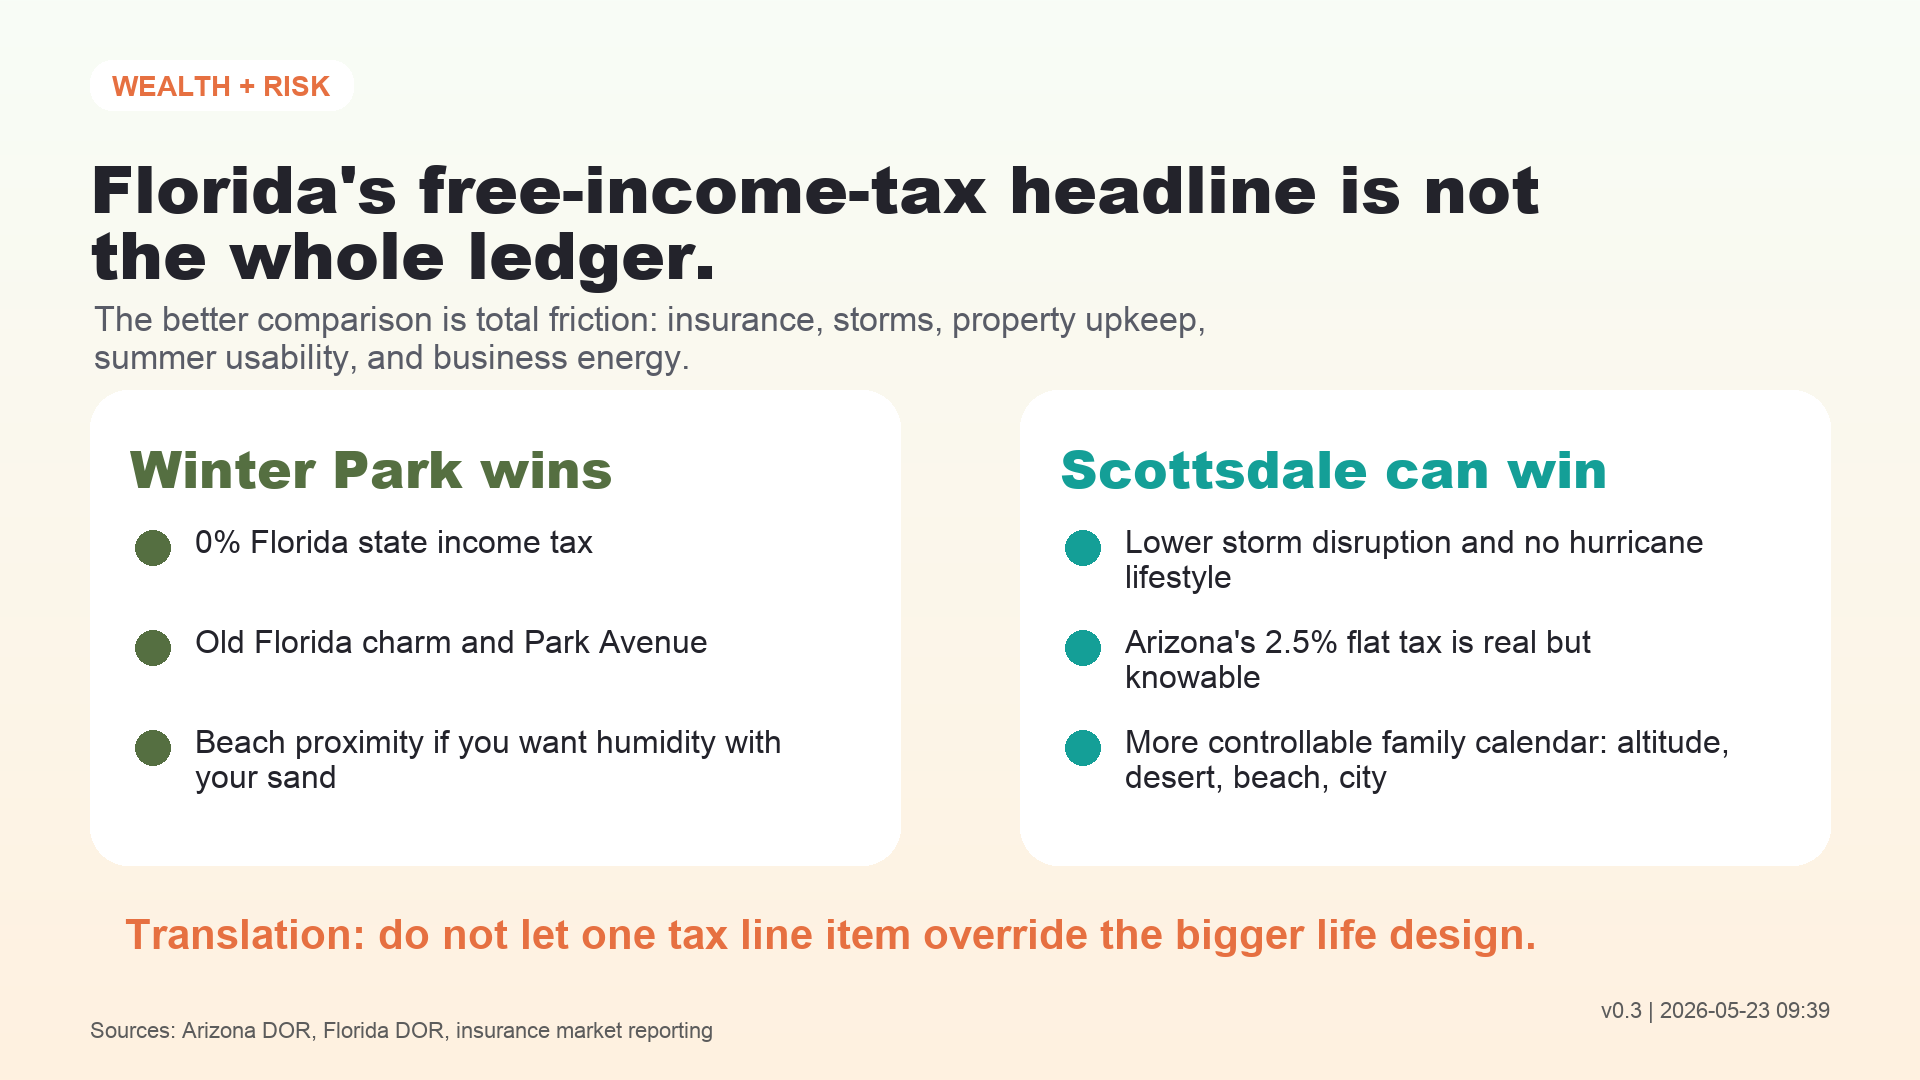 WEALTH + RISK
Florida's free-income-tax headline is not
the whole ledger.
The better comparison is total friction: insurance, storms, property upkeep,
summer usability, and business energy.
Winter Park wins
0% Florida state income tax
Old Florida charm and Park Avenue
Beach proximity if you want humidity with
your sand
Scottsdale can win
Lower storm disruption and no hurricane
lifestyle
Arizona's 2.5% flat tax is real but
knowable
More controllable family calendar: altitude,
desert, beach, city
Translation: do not let one tax line item override the bigger life design.
Sources: Arizona DOR, Florida DOR, insurance market reporting
v0.3 | 2026-05-23 09:39